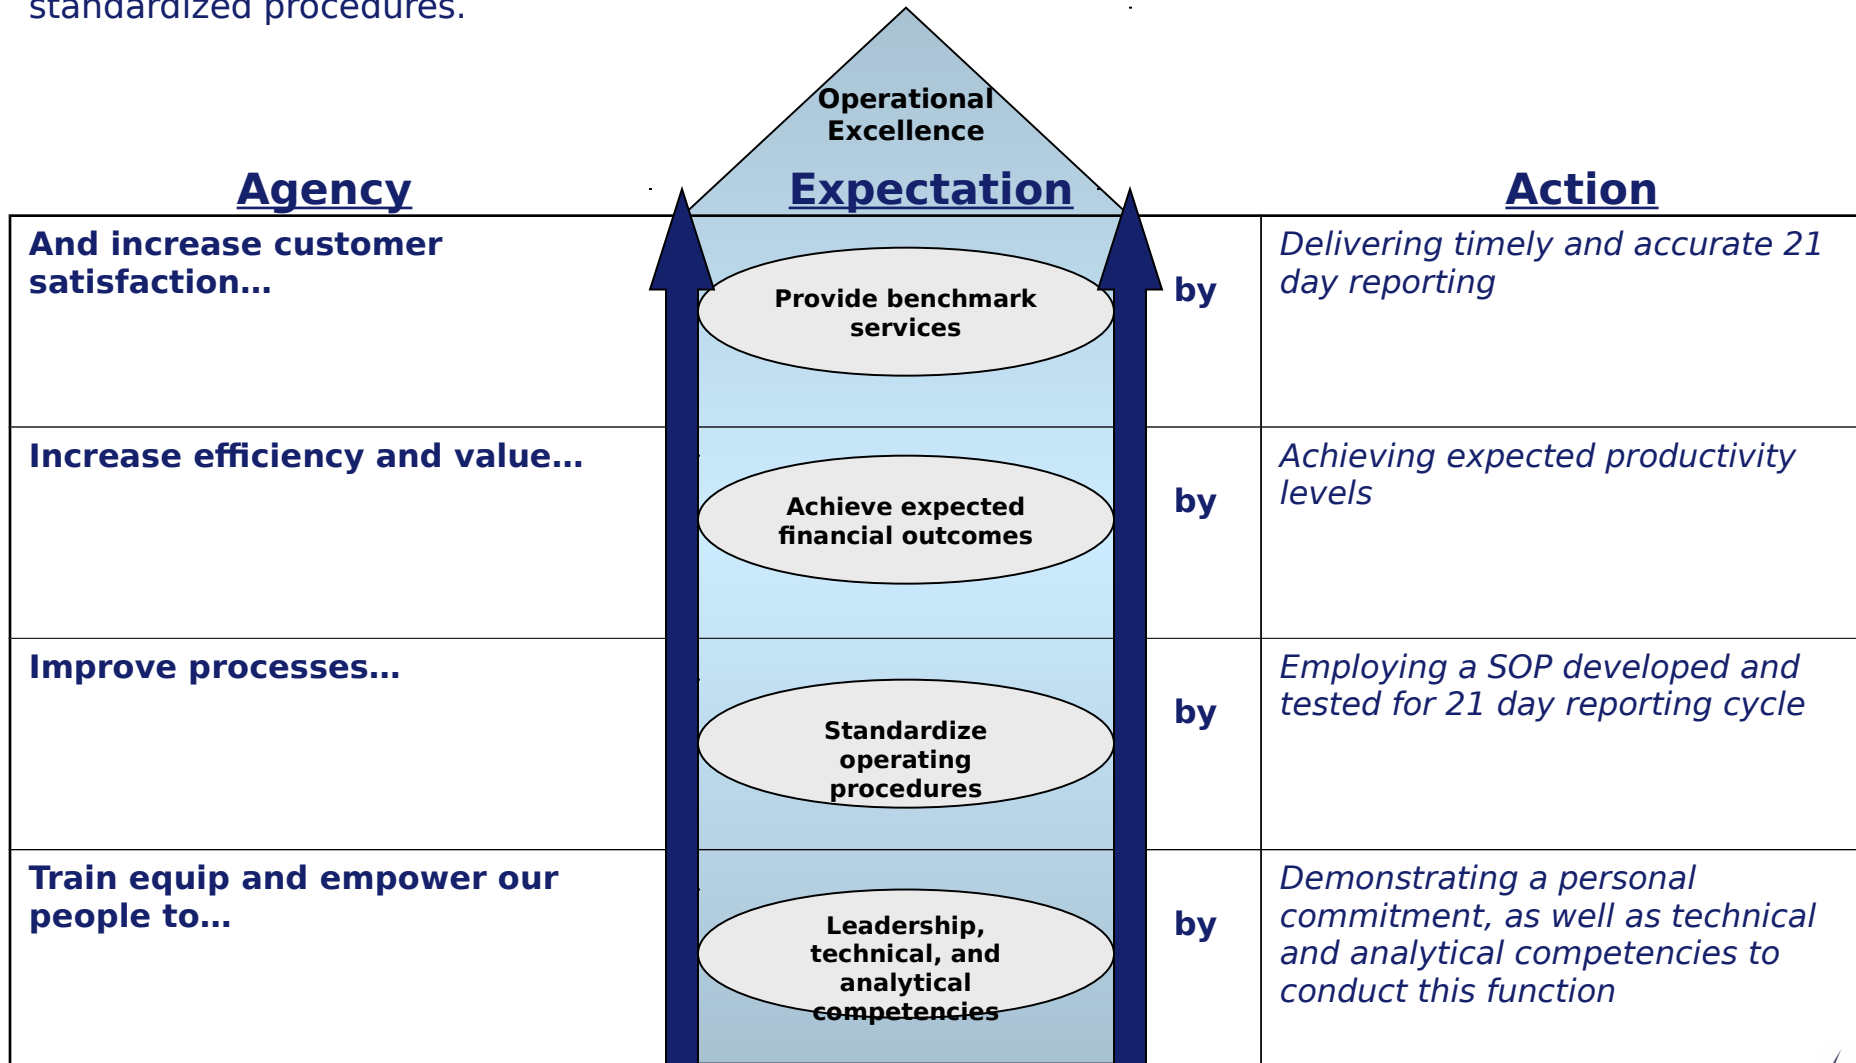 standardized procedures.
Operational
Excellence
Agency
Expectation
Action
And increase customer
satisfaction…
Provide benchmark
services
by
Delivering timely and accurate 21
day reporting
Increase efficiency and value…
Achieve expected
financial outcomes
by
Achieving expected productivity
levels
Improve processes…
Standardize
operating
procedures
by
Employing a SOP developed and
tested for 21 day reporting cycle
Train equip and empower our
people to…
Leadership,
technical, and
analytical
competencies
by
Demonstrating a personal
commitment, as well as technical
and analytical competencies to
conduct this function